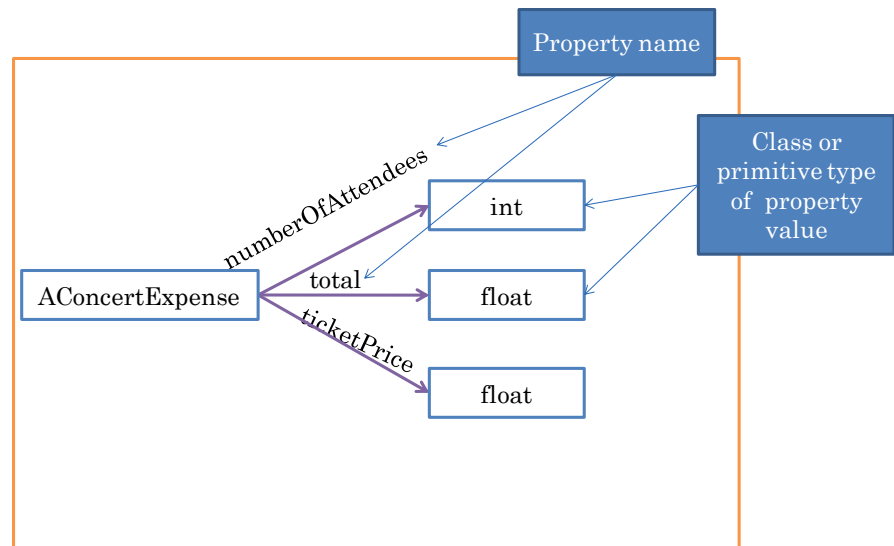 Property name
Class or
primitive type
of property
value
numberOfAttendees
int
AConcertExpense
total
float
ticketPrice
float